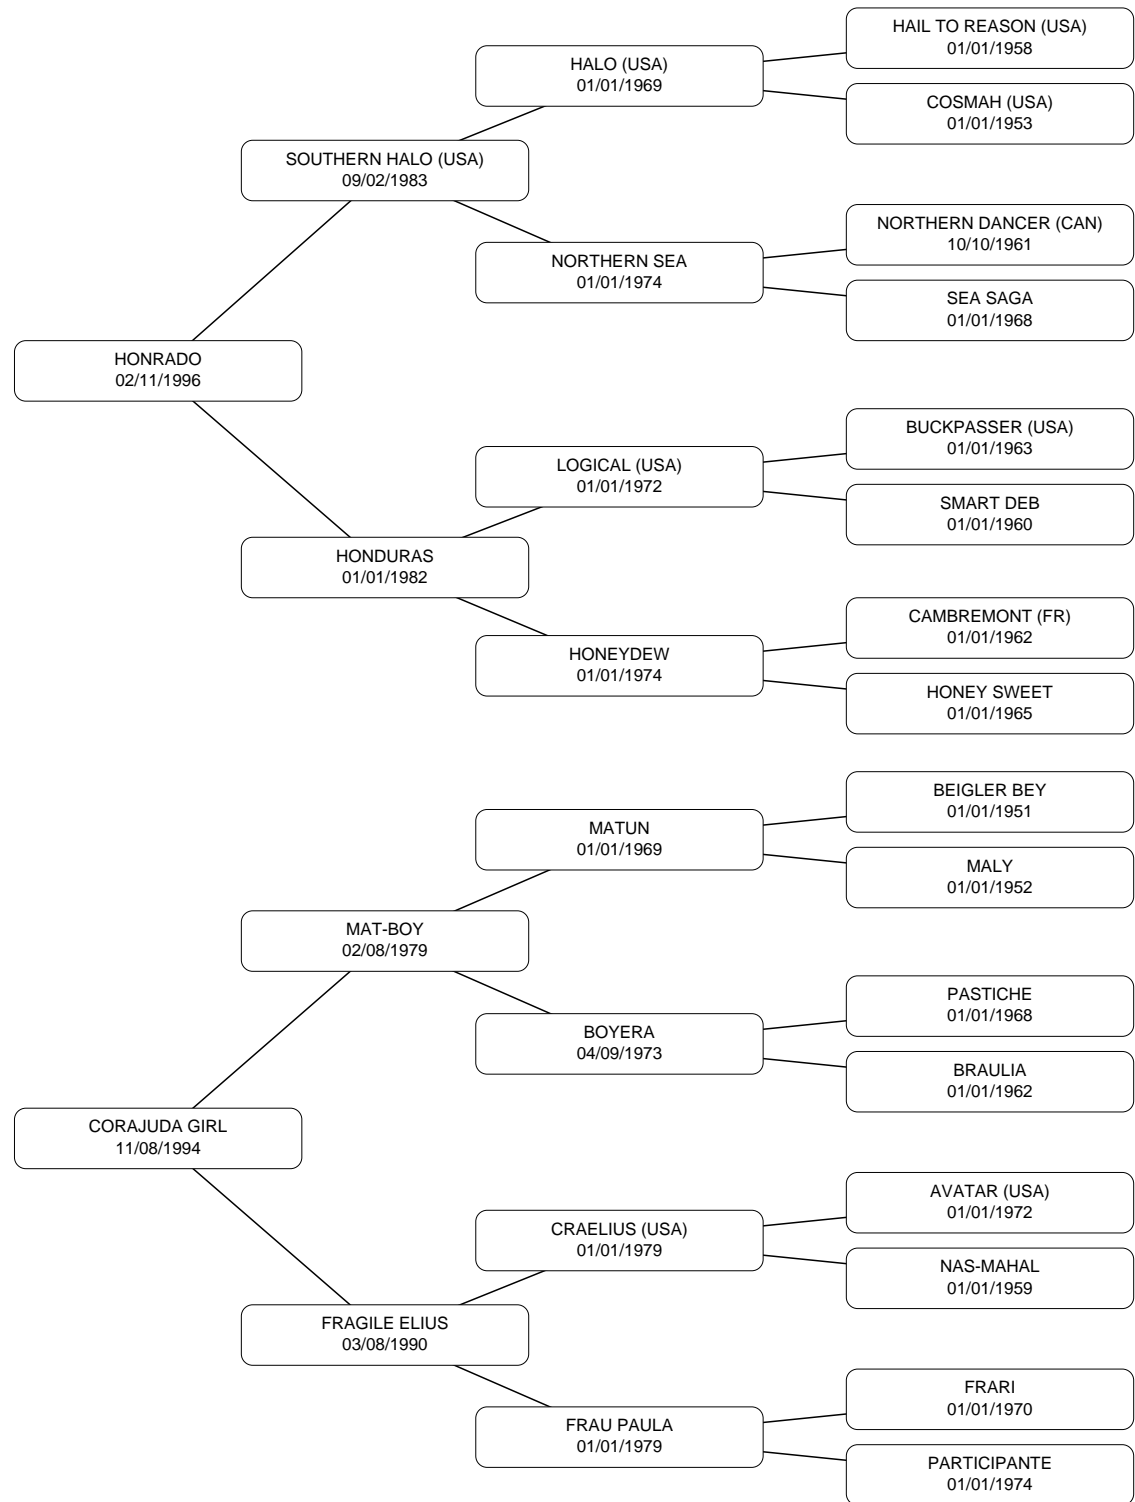 HAIL TO REASON (USA)
01/01/1958
HALO (USA)
01/01/1969
COSMAH (USA)
01/01/1953
SOUTHERN HALO (USA)
09/02/1983
NORTHERN DANCER (CAN)
10/10/1961
NORTHERN SEA
01/01/1974
SEA SAGA
01/01/1968
HONRADO
02/11/1996
BUCKPASSER (USA)
01/01/1963
LOGICAL (USA)
01/01/1972
SMART DEB
01/01/1960
HONDURAS
01/01/1982
CAMBREMONT (FR)
01/01/1962
HONEYDEW
01/01/1974
HONEY SWEET
01/01/1965
BEIGLER BEY
01/01/1951
MATUN
01/01/1969
MALY
01/01/1952
MAT-BOY
02/08/1979
PASTICHE
01/01/1968
BOYERA
04/09/1973
BRAULIA
01/01/1962
CORAJUDA GIRL
11/08/1994
AVATAR (USA)
01/01/1972
CRAELIUS (USA)
01/01/1979
NAS-MAHAL
01/01/1959
FRAGILE ELIUS
03/08/1990
FRARI
01/01/1970
FRAU PAULA
01/01/1979
PARTICIPANTE
01/01/1974